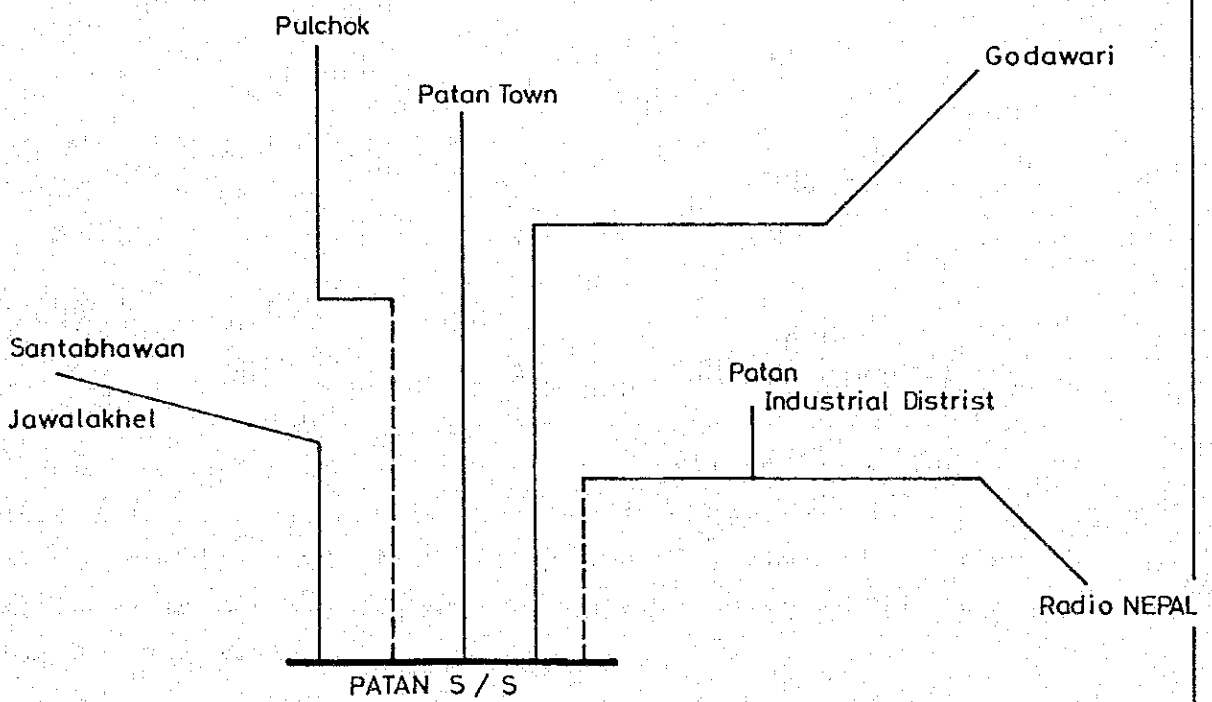 Pulchok
Godawari
Patan Town
Santabhawan
Jawalakhel
Patan
Industrial Distrist
Radio NEPAL
PATAN S / S